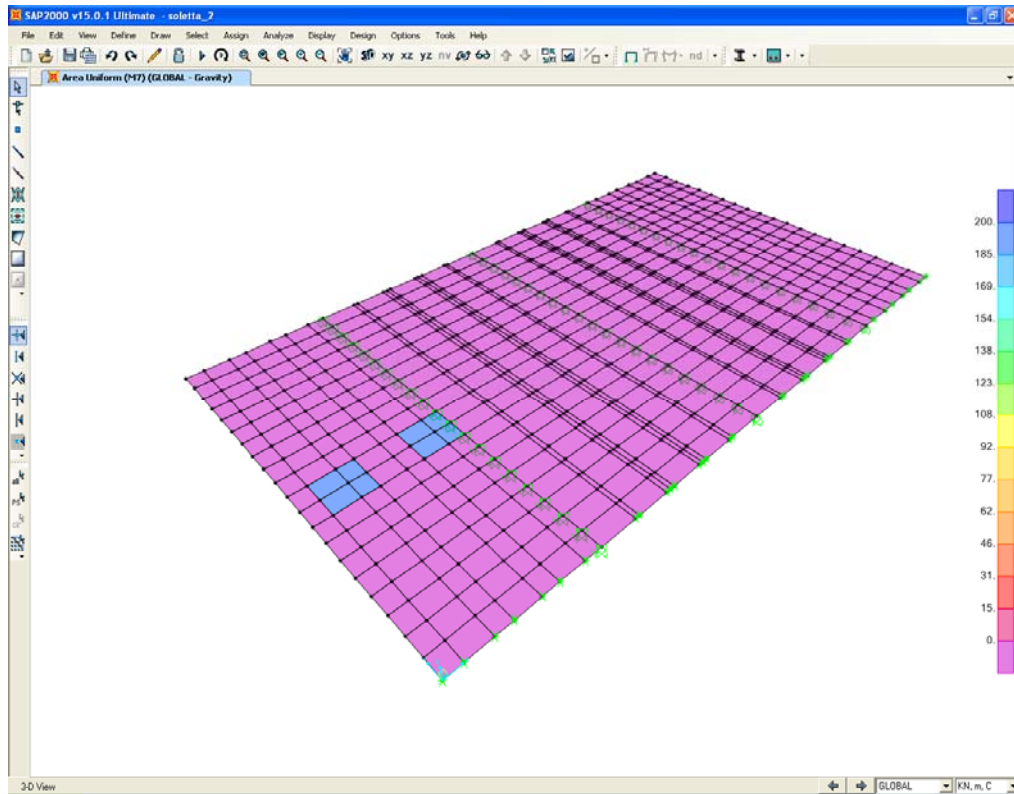 SAP2000 v15.0.1 Ultimate - soletta_2
File Edit View Define Draw Select Assign Analyze Display Design Options Tools Help
xy xz yz nv nd
Area Uniform (M7) (GLOBAL - Gravity)
200.
185.
169.
154.
138.
123.
108.
92.
77.
62.
46.
31.
15.
0.
3-D View
GLOBAL
KN, m, C